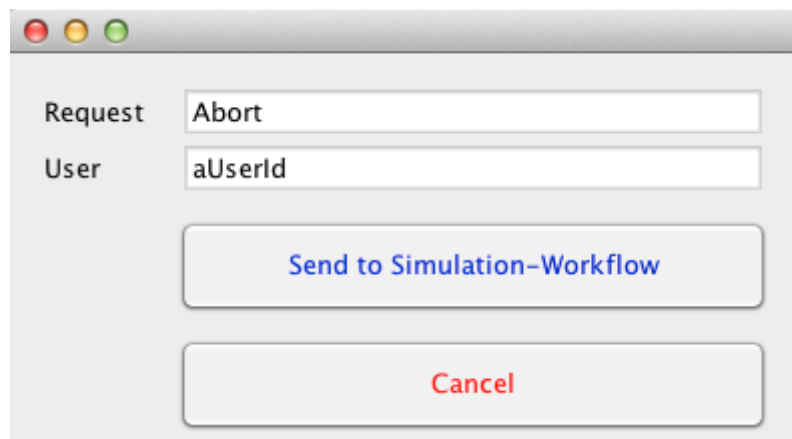 Request Abort
User aUserId
Send to Simulation-Workflow
Cancel